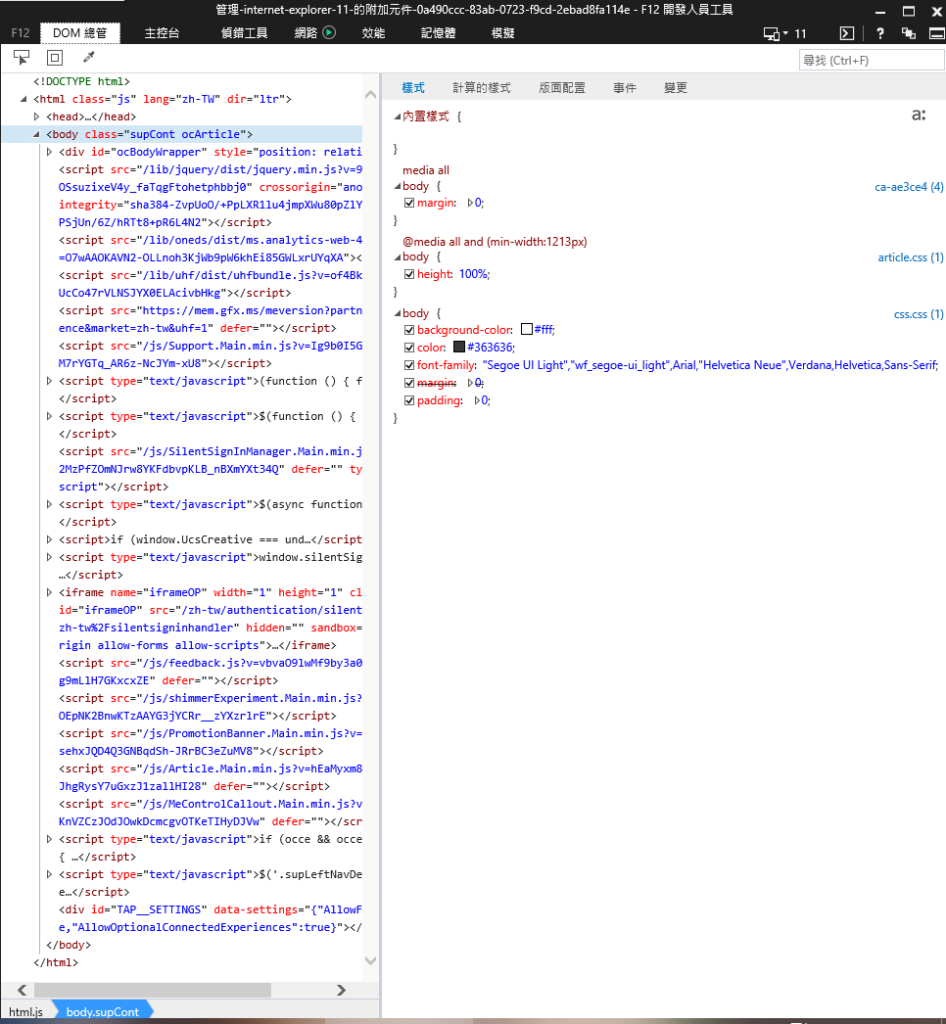 管理-internet-explorer-11-的附加元件-0a490ccc-83ab-0723-f9cd-2ebad8fa114e - F12 開發人員工具
F12 DOM 總管 主控台 偵錯工具 網路 效能 記憶體 模擬 11 ?
尋找 (Ctrl+F)
<!DOCTYPE html>
<html class="js" lang="zh-TW" dir="ltr">
<head>…</head>
<body class="supCont ocArticle">
<div id="ocBodyWrapper" style="position: relati
<script src="/lib/jquery/dist/jquery.min.js?v=9
OSsuzixeV4y_faTqgFtohetphbbj0" crossorigin="ano
integrity="sha384-ZvpUoO/+PpLXR1lu4jmpXWu80pZlY
PSjUn/6Z/hRTt8+pR6L4N2"></script>
<script src="/lib/oneds/dist/ms.analytics-web-4
=O7wAAOKAVN2-OLLnoh3KjWb9pW6khEi85GWLxrUYqXA"><
<script src="/lib/uhf/dist/uhfbundle.js?v=of4Bk
UcCo47rVLNSJYX0ELAcivbHkg"></script>
<script src="https://mem.gfx.ms/meversion?partn
ence&market=zh-tw&uhf=1" defer=""></script>
<script src="/js/Support.Main.min.js?v=Ig9b0I5G
M7rYGTq_AR6z-NcJYm-xU8"></script>
<script type="text/javascript">(function () { f
</script>
<script type="text/javascript">$(function () {
</script>
<script src="/js/SilentSignInManager.Main.min.j
2MzPfZOmNJrw8YKFdbvpKLB_nBXmYXt34Q" defer="" ty
script"></script>
<script type="text/javascript">$(async function
</script>
<script>if (window.UcsCreative === und…</script
<script type="text/javascript">window.silentSig
…</script>
<iframe name="iframeOP" width="1" height="1" cl
id="iframeOP" src="/zh-tw/authentication/silent
zh-tw%2Fsilentsigninhandler" hidden="" sandbox=
rigin allow-forms allow-scripts">…</iframe>
<script src="/js/feedback.js?v=vbvaO9lwMf9by3a0
g9mLlH7GKxcxZE" defer=""></script>
<script src="/js/shimmerExperiment.Main.min.js?
OEpNK2BnwKTzAAYG3jYCRr__zYXzrlrE"></script>
<script src="/js/PromotionBanner.Main.min.js?v=
sehxJQD4Q3GNBqdSh-JRrBC3eZuMV8"></script>
<script src="/js/Article.Main.min.js?v=hEaMyxm8
JhgRysY7uGxzJ1zallHI28" defer=""></script>
<script src="/js/MeControlCallout.Main.min.js?v
KnVZCzJOdJOwkDcmcgvOTKeTIHyDJVw" defer=""></scr
<script type="text/javascript">if (occe && occe
{ …</script>
<script type="text/javascript">$('.supLeftNavDe
e…</script>
<div id="TAP__SETTINGS" data-settings="{"AllowF
e,"AllowOptionalConnectedExperiences":true}"></
</body>
</html>
html.js body.supCont
樣式 計算的樣式 版面配置 事件 變更
內置樣式 { a:
}
media all
body { ca-ae3ce4 (4)
margin: 0;
}
@media all and (min-width:1213px)
body { article.css (1)
height: 100%;
}
body { css.css (1)
background-color: #fff;
color: #363636;
font-family: "Segoe UI Light","wf_segoe-ui_light",Arial,"Helvetica Neue",Verdana,Helvetica,Sans-Serif;
margin: 0;
padding: 0;
}